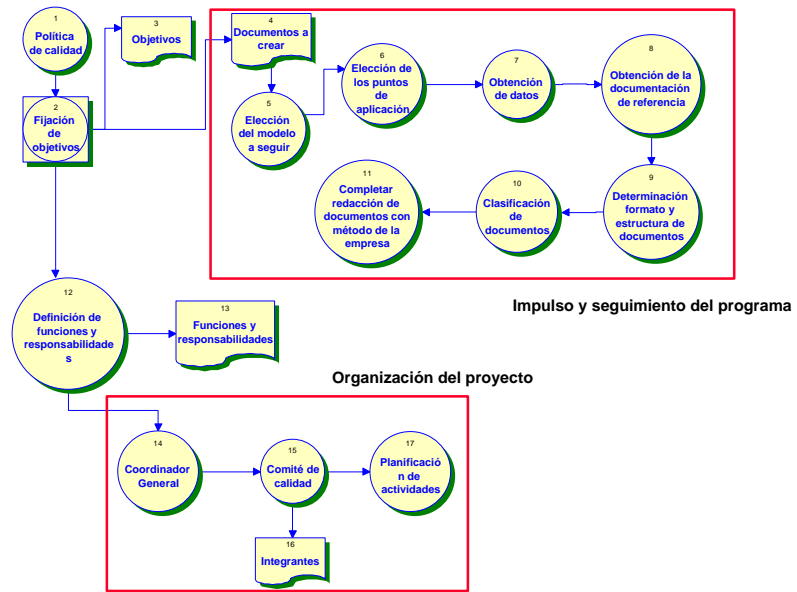 1
Política
de calidad
2
Fijación
de
objetivos
3
Objetivos
4
Documentos a
crear
5
Elección
del modelo
a seguir
6
Elección de
los puntos
de
aplicación
7
Obtención
de datos
8
Obtención de la
documentación
de referencia
9
Determinación
formato y
estructura de
documentos
10
Clasificación
de
documentos
11
Completar
redacción de
documentos con
método de la
empresa
Impulso y seguimiento del programa
12
Definición de
funciones y
responsabilidade
s
13
Funciones y
responsabilidades
Organización del proyecto
14
Coordinador
General
15
Comité de
calidad
16
Integrantes
17
Planificació
n de
actividades